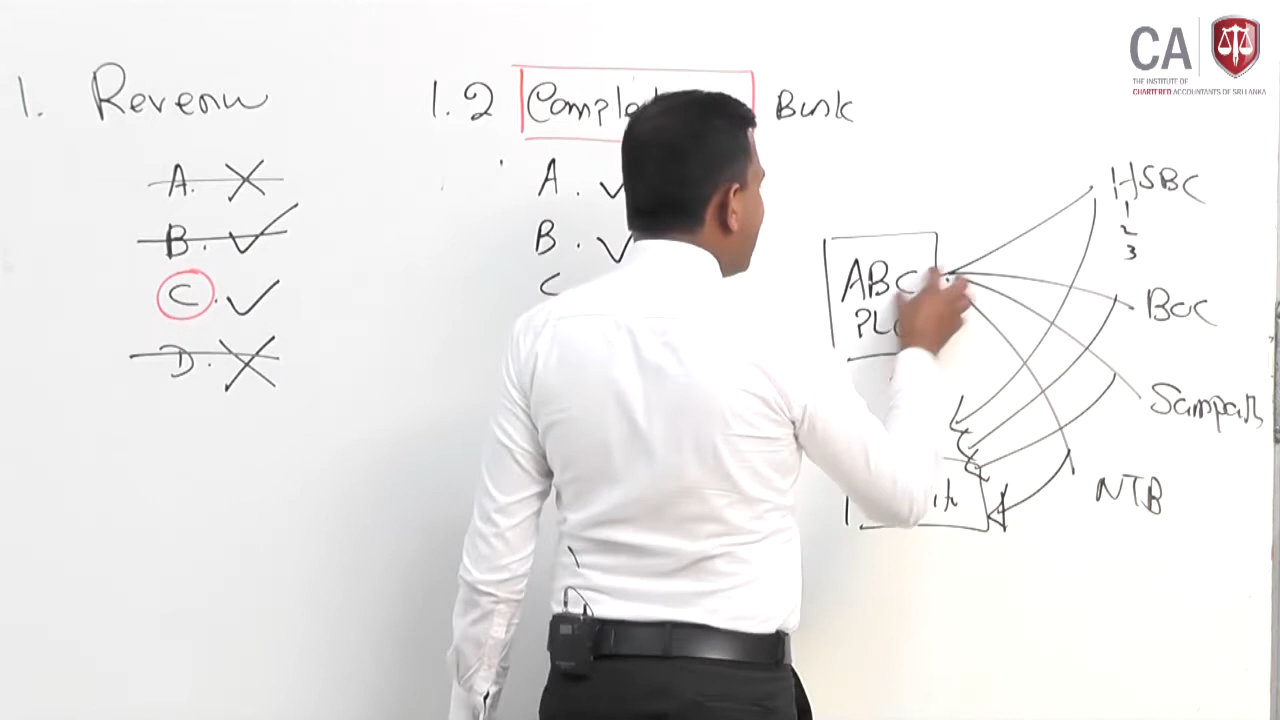 CA
THE INSTITUTE OF
CHARTERED ACCOUNTANTS OF SRI LANKA
1. Revenu
A. X
B. ✓
C. ✓
D. X
1.2 Comple
A. ✓
B. ✓
C
ABC
PLC
HSBC
1
2
3
BOC
Sampath
NTB